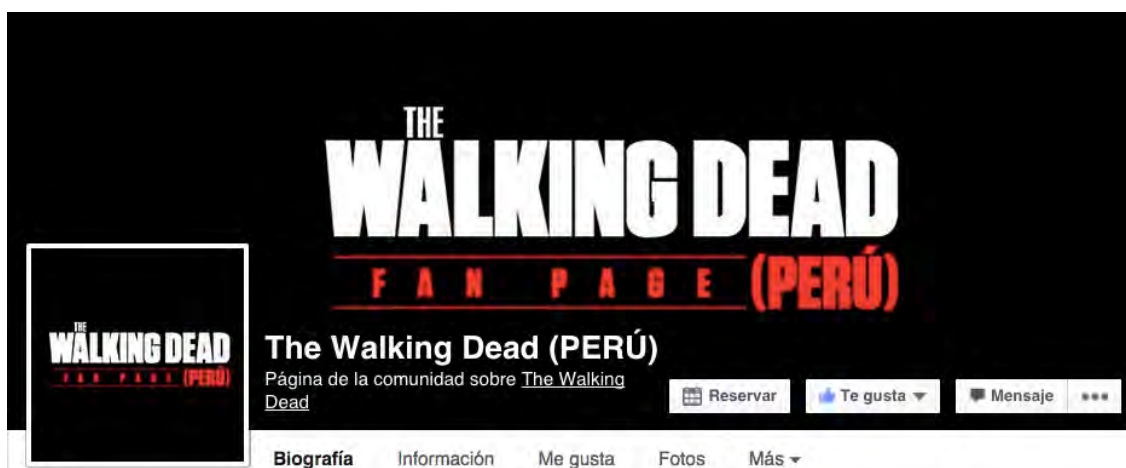 THE
WALKING DEAD
FAN PAGE (PERÚ)
THE
WALKING DEAD
FAN PAGE (PERÚ)
The Walking Dead (PERÚ)
Página de la comunidad sobre The Walking
Dead
Reservar
Te gusta
Mensaje
Biografía Información Me gusta Fotos Más